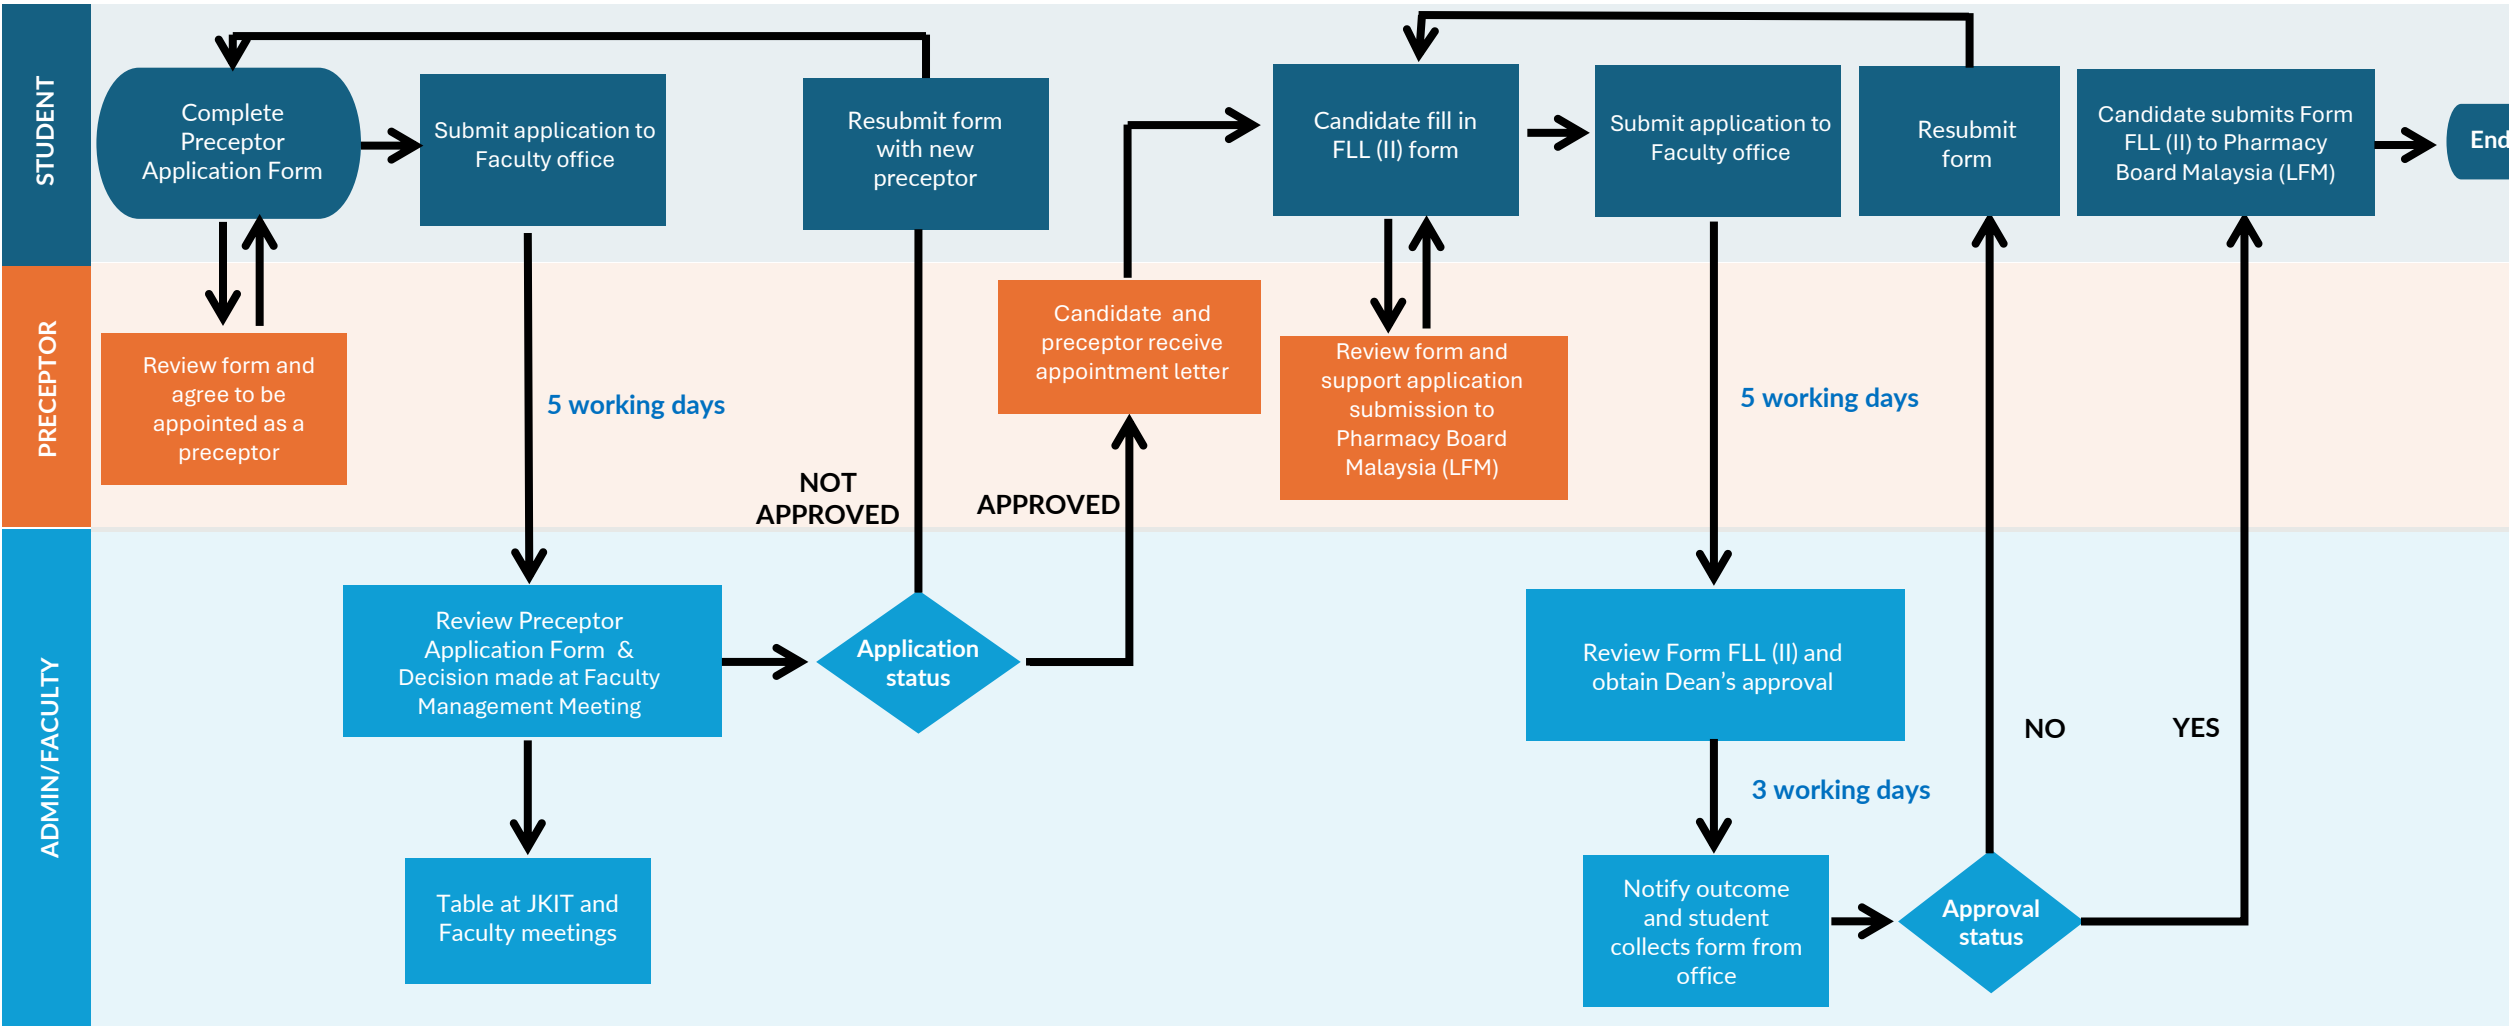 STUDENT
Complete
Preceptor
Application Form
Submit application to
Faculty office
Resubmit form
with new
preceptor
Candidate fill in
FLL (II) form
Submit application to
Faculty office
Resubmit
form
Candidate submits Form
FLL (II) to Pharmacy
Board Malaysia (LFM)
End
PRECEPTOR
Review form and
agree to be
appointed as a
preceptor
5 working days
NOT
APPROVED
APPROVED
Candidate and
preceptor receive
appointment letter
Review form and
support application
submission to
Pharmacy Board
Malaysia (LFM)
5 working days
ADMIN/FACULTY
Review Preceptor
Application Form &
Decision made at Faculty
Management Meeting
Application
status
Table at JKIT and
Faculty meetings
Review Form FLL (II) and
obtain Dean’s approval
3 working days
Notify outcome
and student
collects form from
office
Approval
status
NO
YES